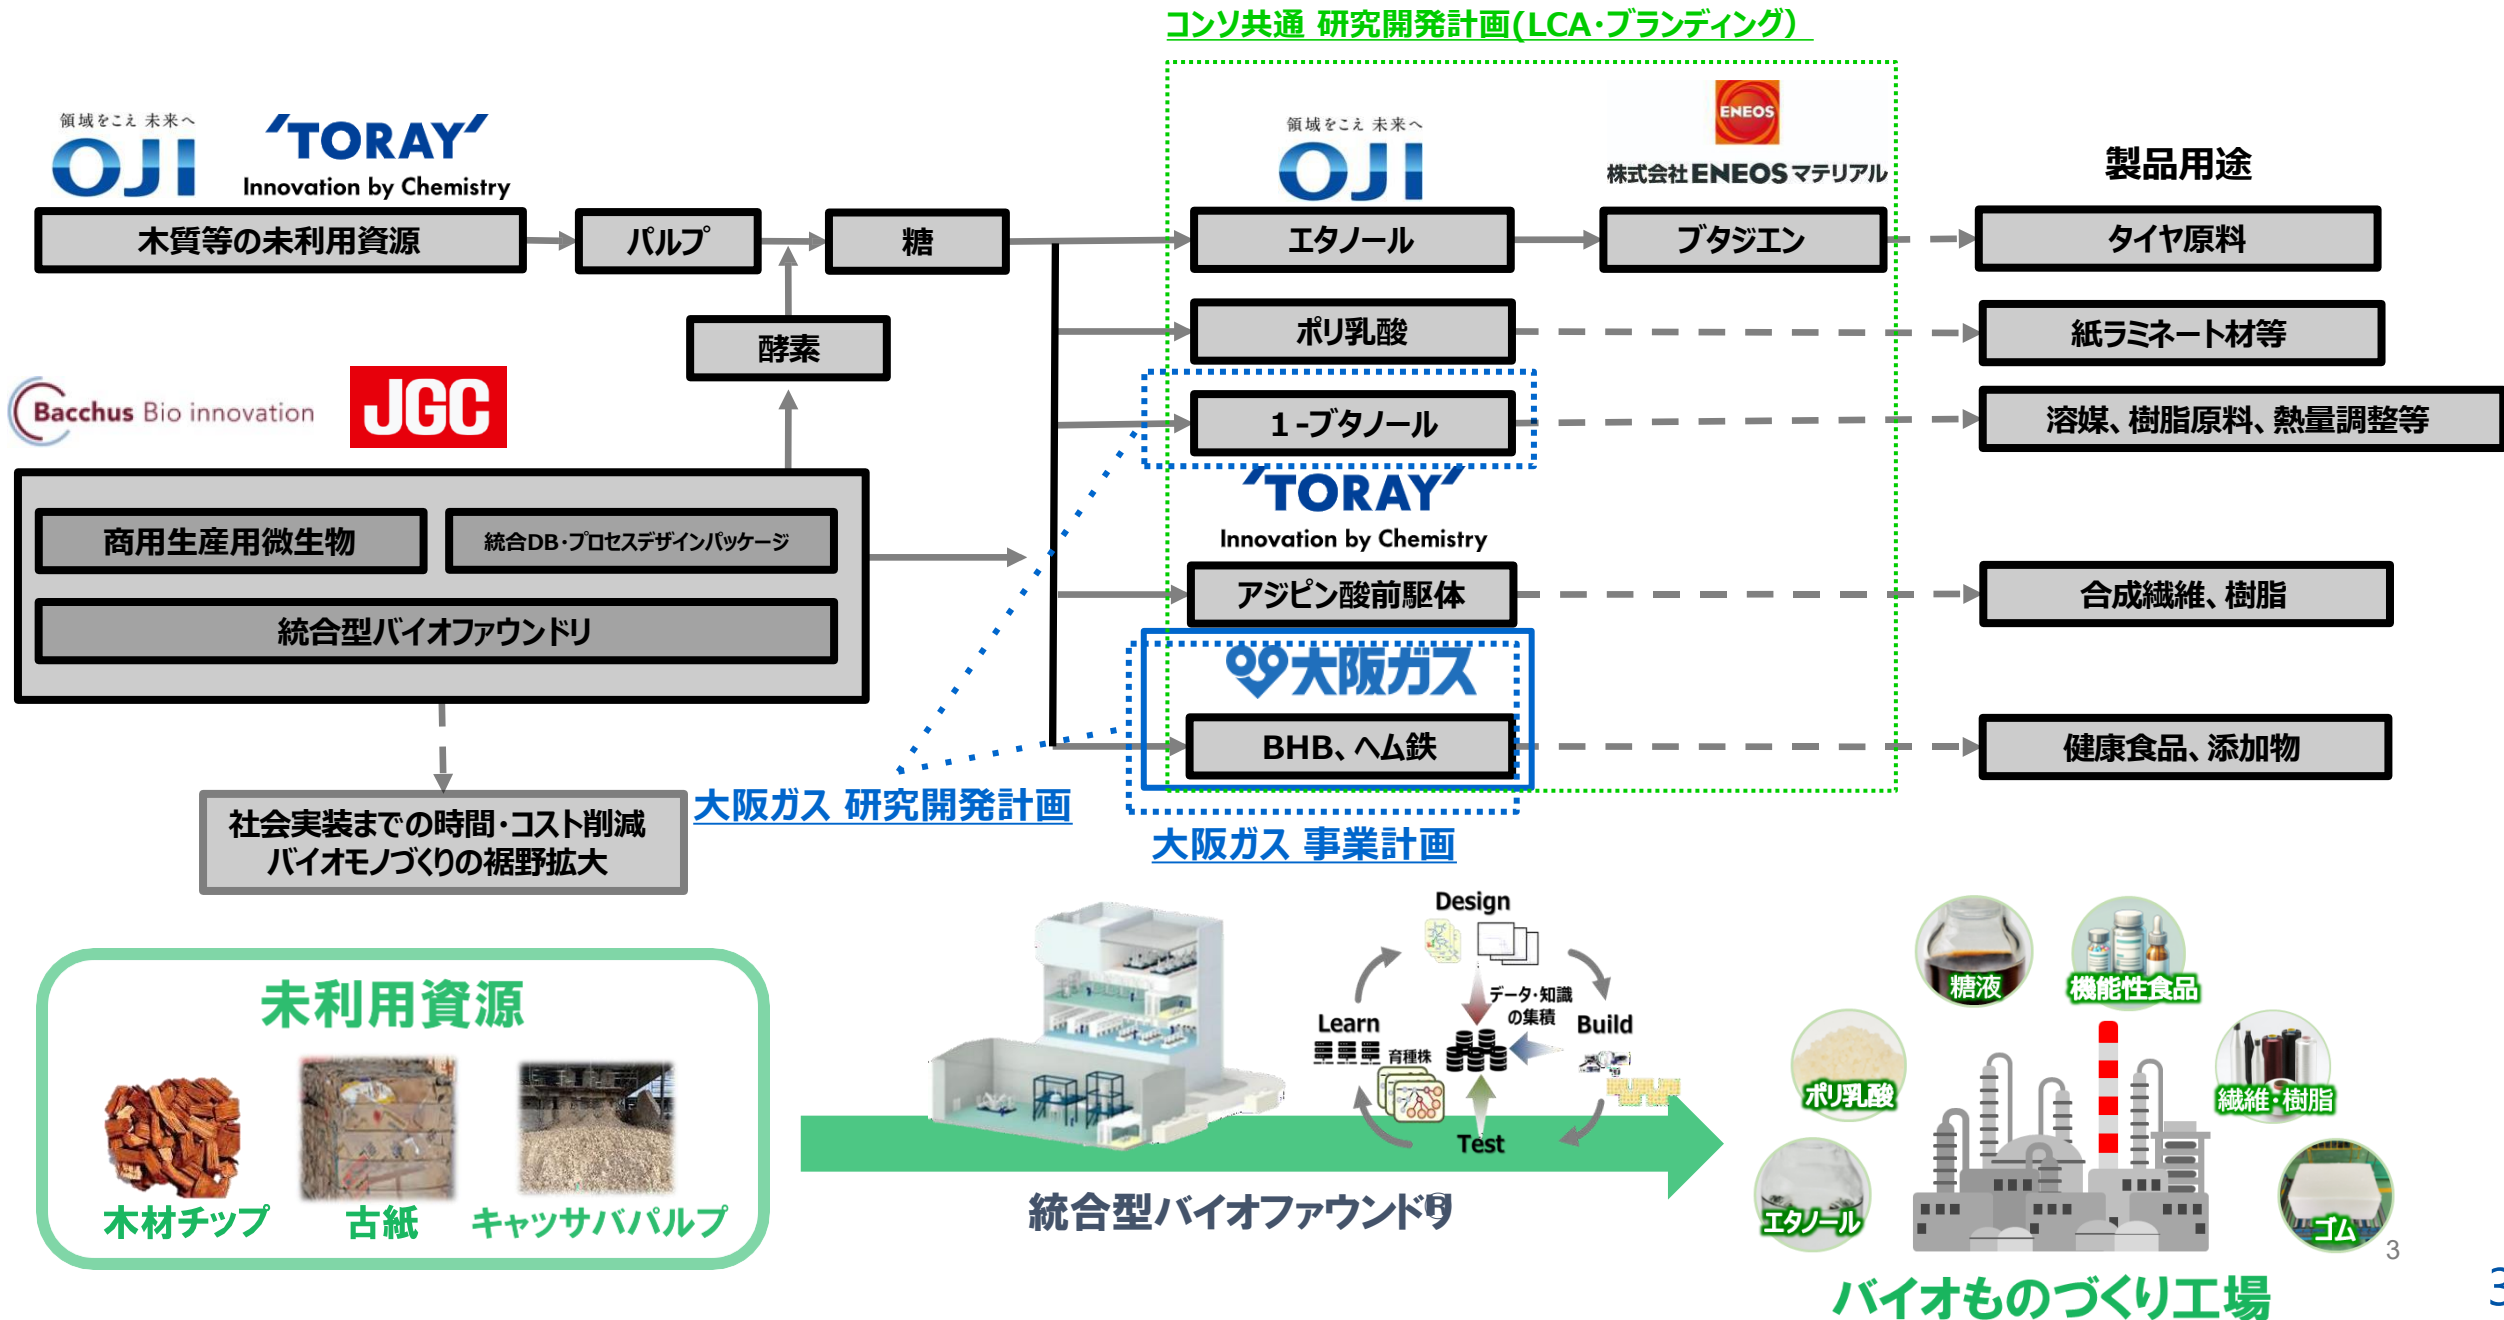 コンソ共通 研究開発計画(LCA・ブランディング)
領域をこえ 未来へ
OJI
'TORAY'
Innovation by Chemistry
領域をこえ 未来へ
OJI
ENEOS
株式会社ENEOSマテリアル
製品用途
木質等の未利用資源
パルプ
糖
エタノール
ブタジエン
タイヤ原料
酵素
ポリ乳酸
紙ラミネート材等
Bacchus Bio innovation
JGC
1-ブタノール
溶媒、樹脂原料、熱量調整等
'TORAY'
Innovation by Chemistry
商用生産用微生物
統合DB・プロセスデザインパッケージ
アジピン酸前駆体
合成繊維、樹脂
統合型バイオファウンドリ
大阪ガス
BHB、ヘム鉄
健康食品、添加物
大阪ガス 研究開発計画
大阪ガス 事業計画
社会実装までの時間・コスト削減
バイオモノづくりの裾野拡大
未利用資源
木材チップ
古紙
キャッサバパルプ
Design
データ・知識
の集積
Learn
Build
育種株
Test
統合型バイオファウンドリ®
糖液
機能性食品
ポリ乳酸
繊維・樹脂
エタノール
ゴム
3
バイオものづくり工場
3